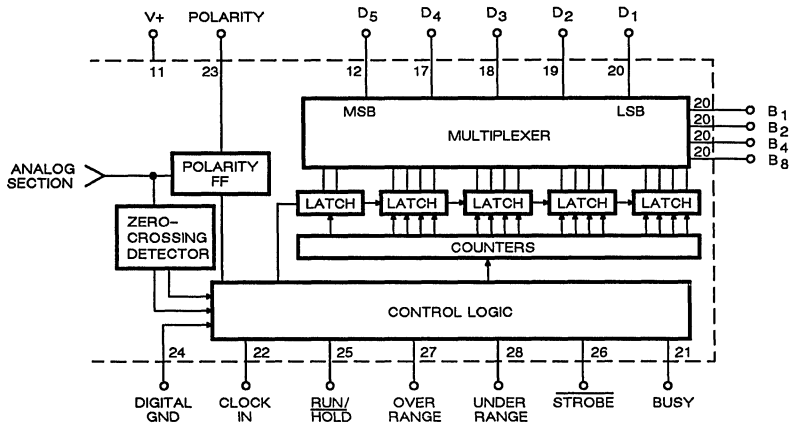 V+ POLARITY D5 D4 D3 D2 D1
11 23 12 17 18 19 20
MSB LSB
MULTIPLEXER
20 B1
20 B2
20 B4
20 B8
ANALOG
SECTION
POLARITY
FF
LATCH LATCH LATCH LATCH LATCH
ZERO-
CROSSING
DETECTOR
COUNTERS
CONTROL LOGIC
24 22 25 27 28 26 21
DIGITAL
GND
CLOCK
IN
RUN/
HOLD
OVER
RANGE
UNDER
RANGE
STROBE
BUSY